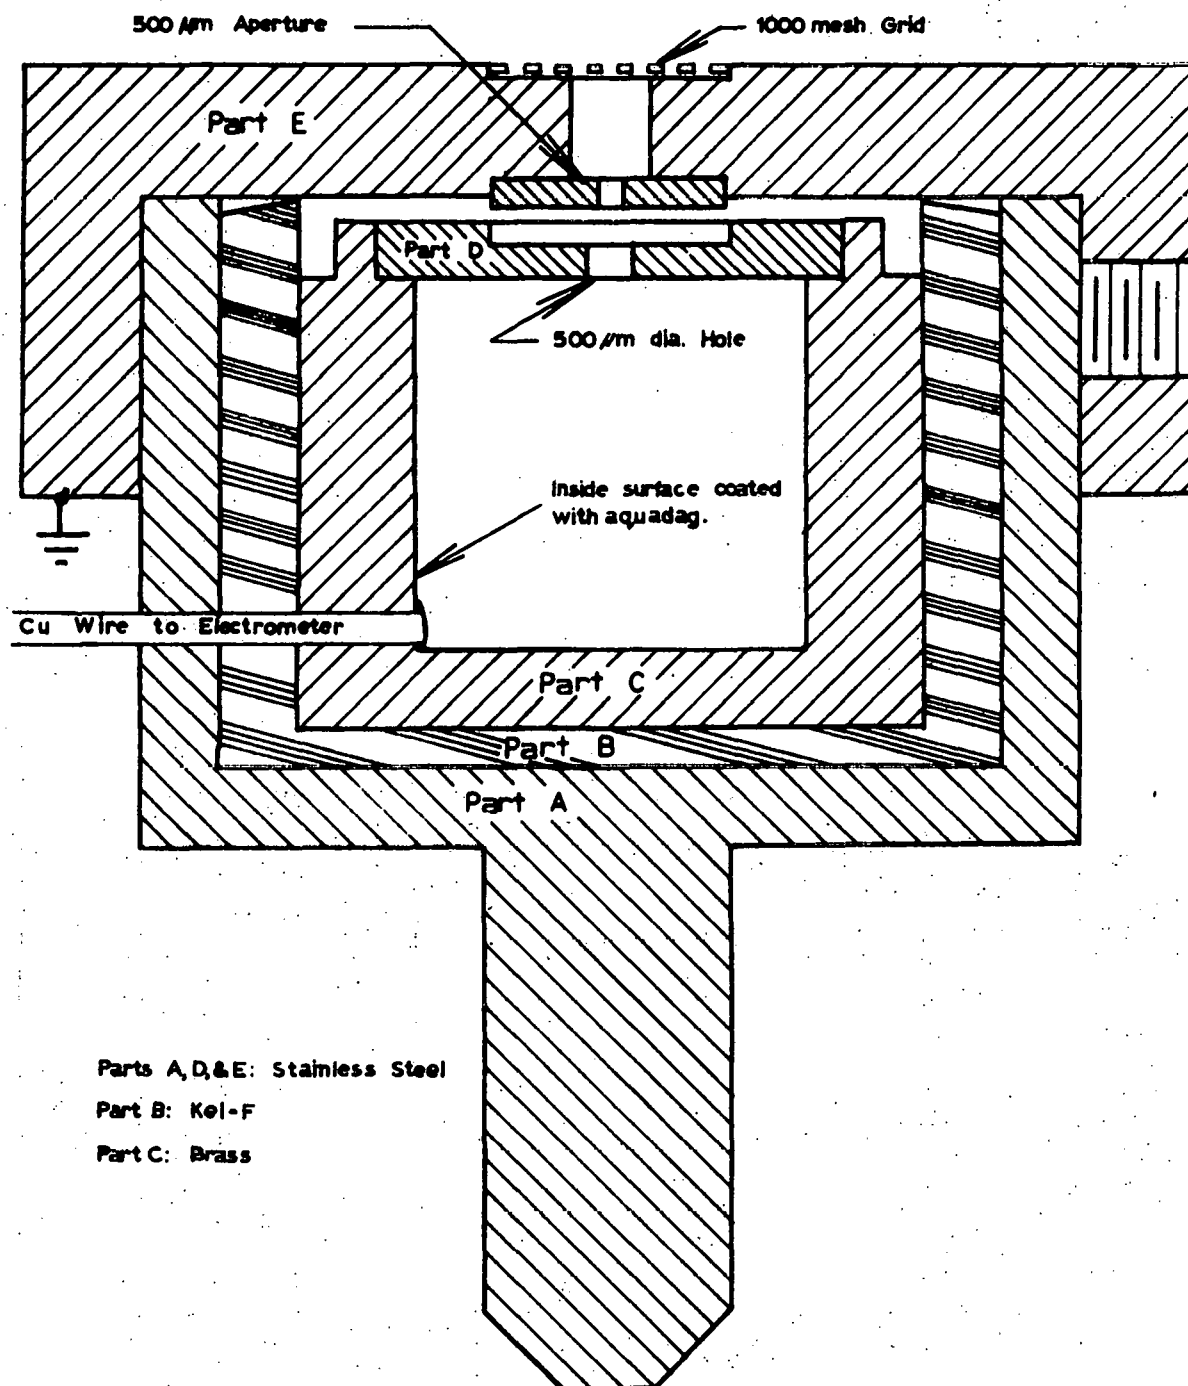 500 μm Aperture
1000 mesh Grid
Part E
Part D
500 μm dia. Hole
Inside surface coated
with aquadag.
Cu Wire to Electrometer
Part C
Part B
Part A
Parts A, D, & E: Stainless Steel
Part B: Kel-F
Part C: Brass